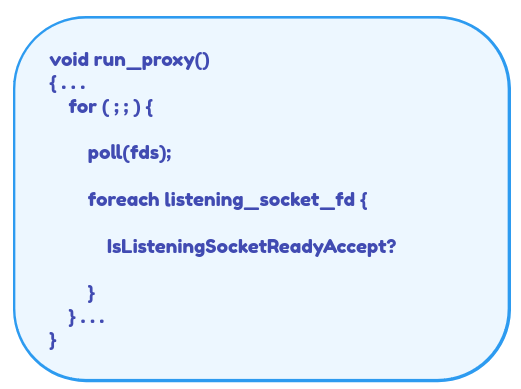 void run_proxy()
{ . . .
for ( ; ; ) {
poll(fds);
foreach listening_socket_fd {
IsListeningSocketReadyAccept?
}
} . . .
}